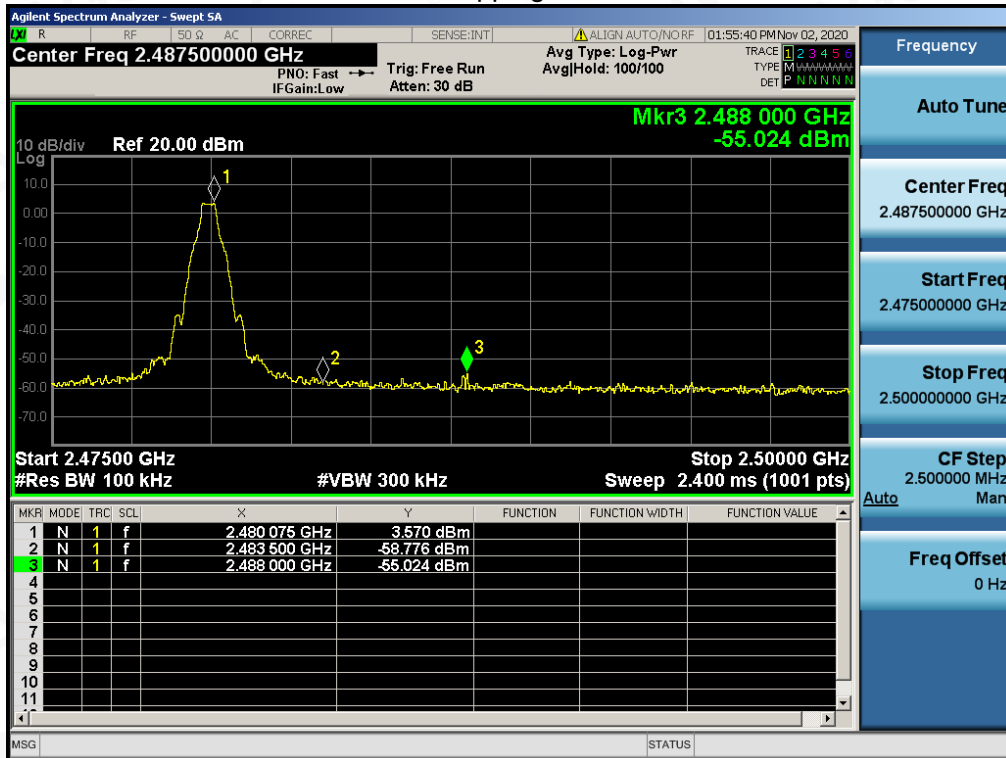 Agilent Spectrum Analyzer - Swept SA
LXI R RF 50 Ω AC CORREC SENSE:INT ALIGN AUTO/NO RF 01:55:40 PM Nov 02, 2020
Center Freq 2.487500000 GHz
PNO: Fast
IFGain:Low
Trig: Free Run
Atten: 30 dB
Avg Type: Log-Pwr
Avg|Hold: 100/100
TRACE 1 2 3 4 5 6
TYPE M WWWWW
DET P N N N N N
Mkr3 2.488 000 GHz
-55.024 dBm
10 dB/div Ref 20.00 dBm
Log
10.0
0.00
-10.0
-20.0
-30.0
-40.0
-50.0
-60.0
-70.0
1
2
3
Start 2.47500 GHz Stop 2.50000 GHz
#Res BW 100 kHz #VBW 300 kHz Sweep 2.400 ms (1001 pts)
MKR MODE TRC SCL X Y FUNCTION FUNCTION WIDTH FUNCTION VALUE
1 N 1 f 2.480 075 GHz 3.570 dBm
2 N 1 f 2.483 500 GHz -58.776 dBm
3 N 1 f 2.488 000 GHz -55.024 dBm
4
5
6
7
8
9
10
11
MSG STATUS
Frequency
Auto Tune
Center Freq
2.487500000 GHz
Start Freq
2.475000000 GHz
Stop Freq
2.500000000 GHz
CF Step
2.500000 MHz
Auto Man
Freq Offset
0 Hz